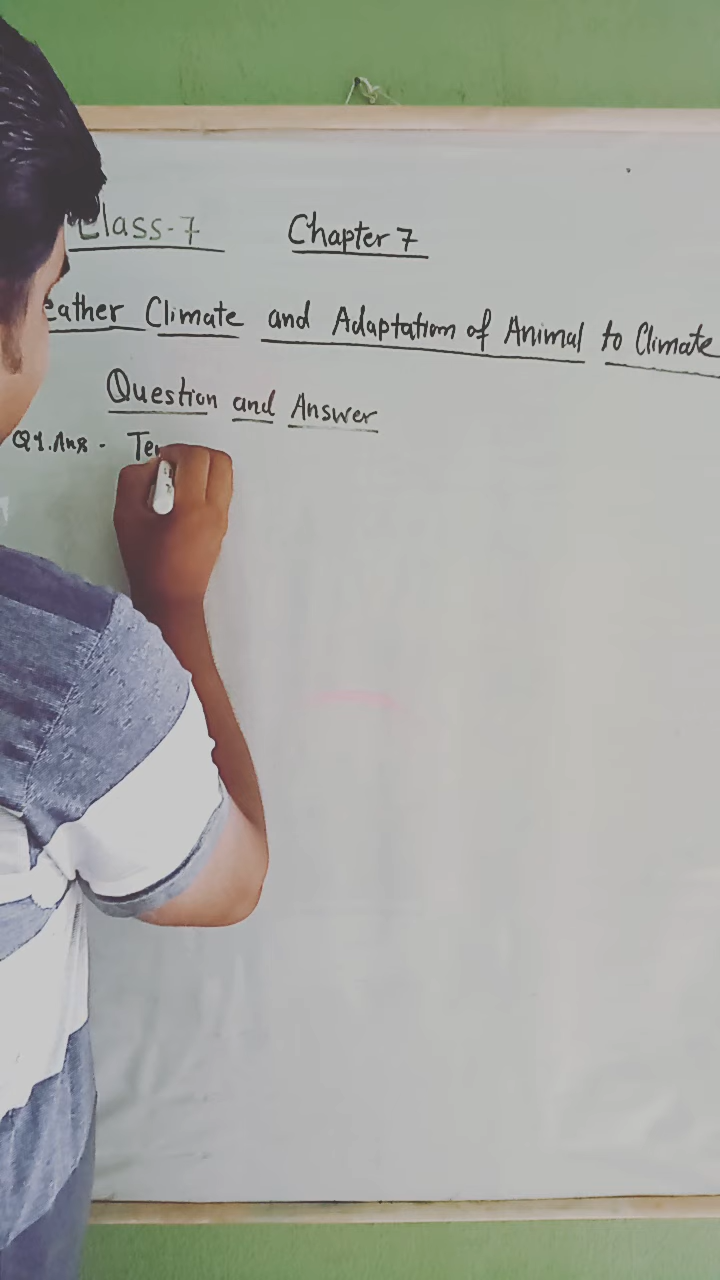 Class-7 Chapter 7
eather Climate and Adaptation of Animal to Climate
Question and Answer
Q1.Ans - Te